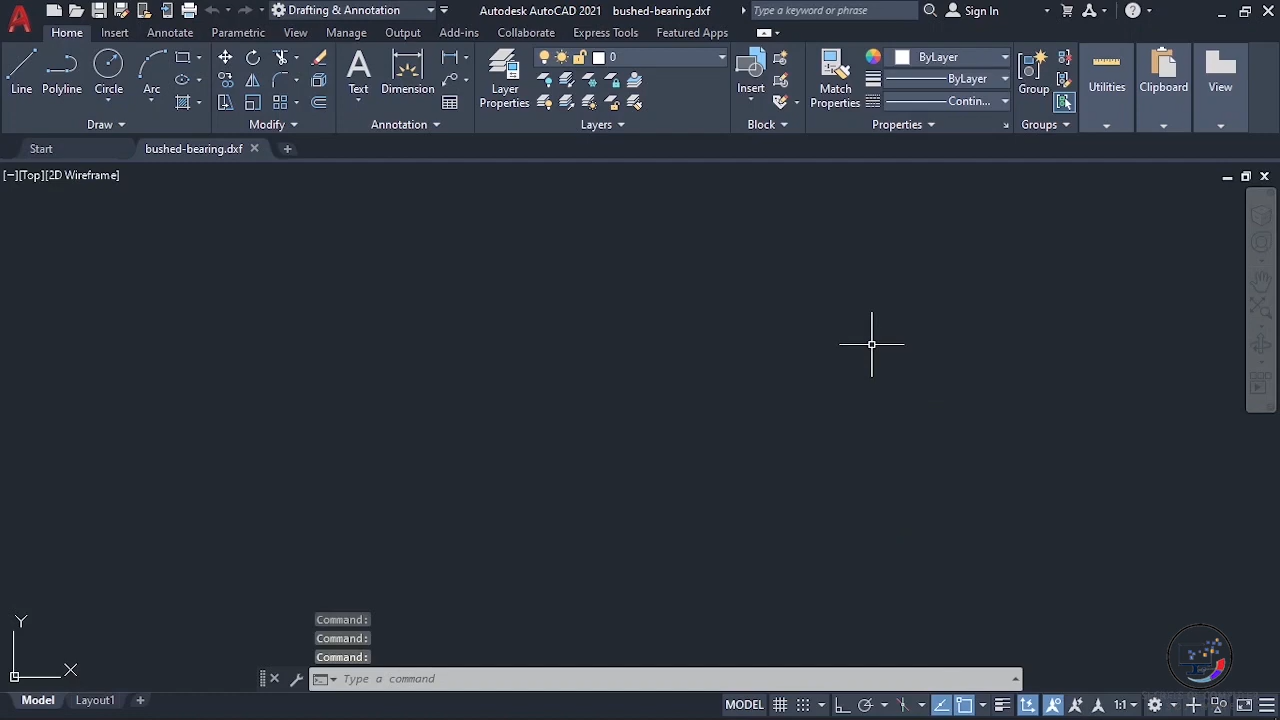 Drafting & Annotation
Autodesk AutoCAD 2021 bushed-bearing.dxf
Type a keyword or phrase
Sign In
Home Insert Annotate Parametric View Manage Output Add-ins Collaborate Express Tools Featured Apps
Line Polyline Circle Arc
Text Dimension
Layer Properties
0
Insert
Match Properties
ByLayer
ByLayer
Contin...
Group
Utilities Clipboard View
Draw Modify Annotation Layers Block Properties Groups
Start bushed-bearing.dxf
[−][Top][2D Wireframe]
Y
X
Command:
Command:
Command:
Type a command
Model Layout1
MODEL
1:1